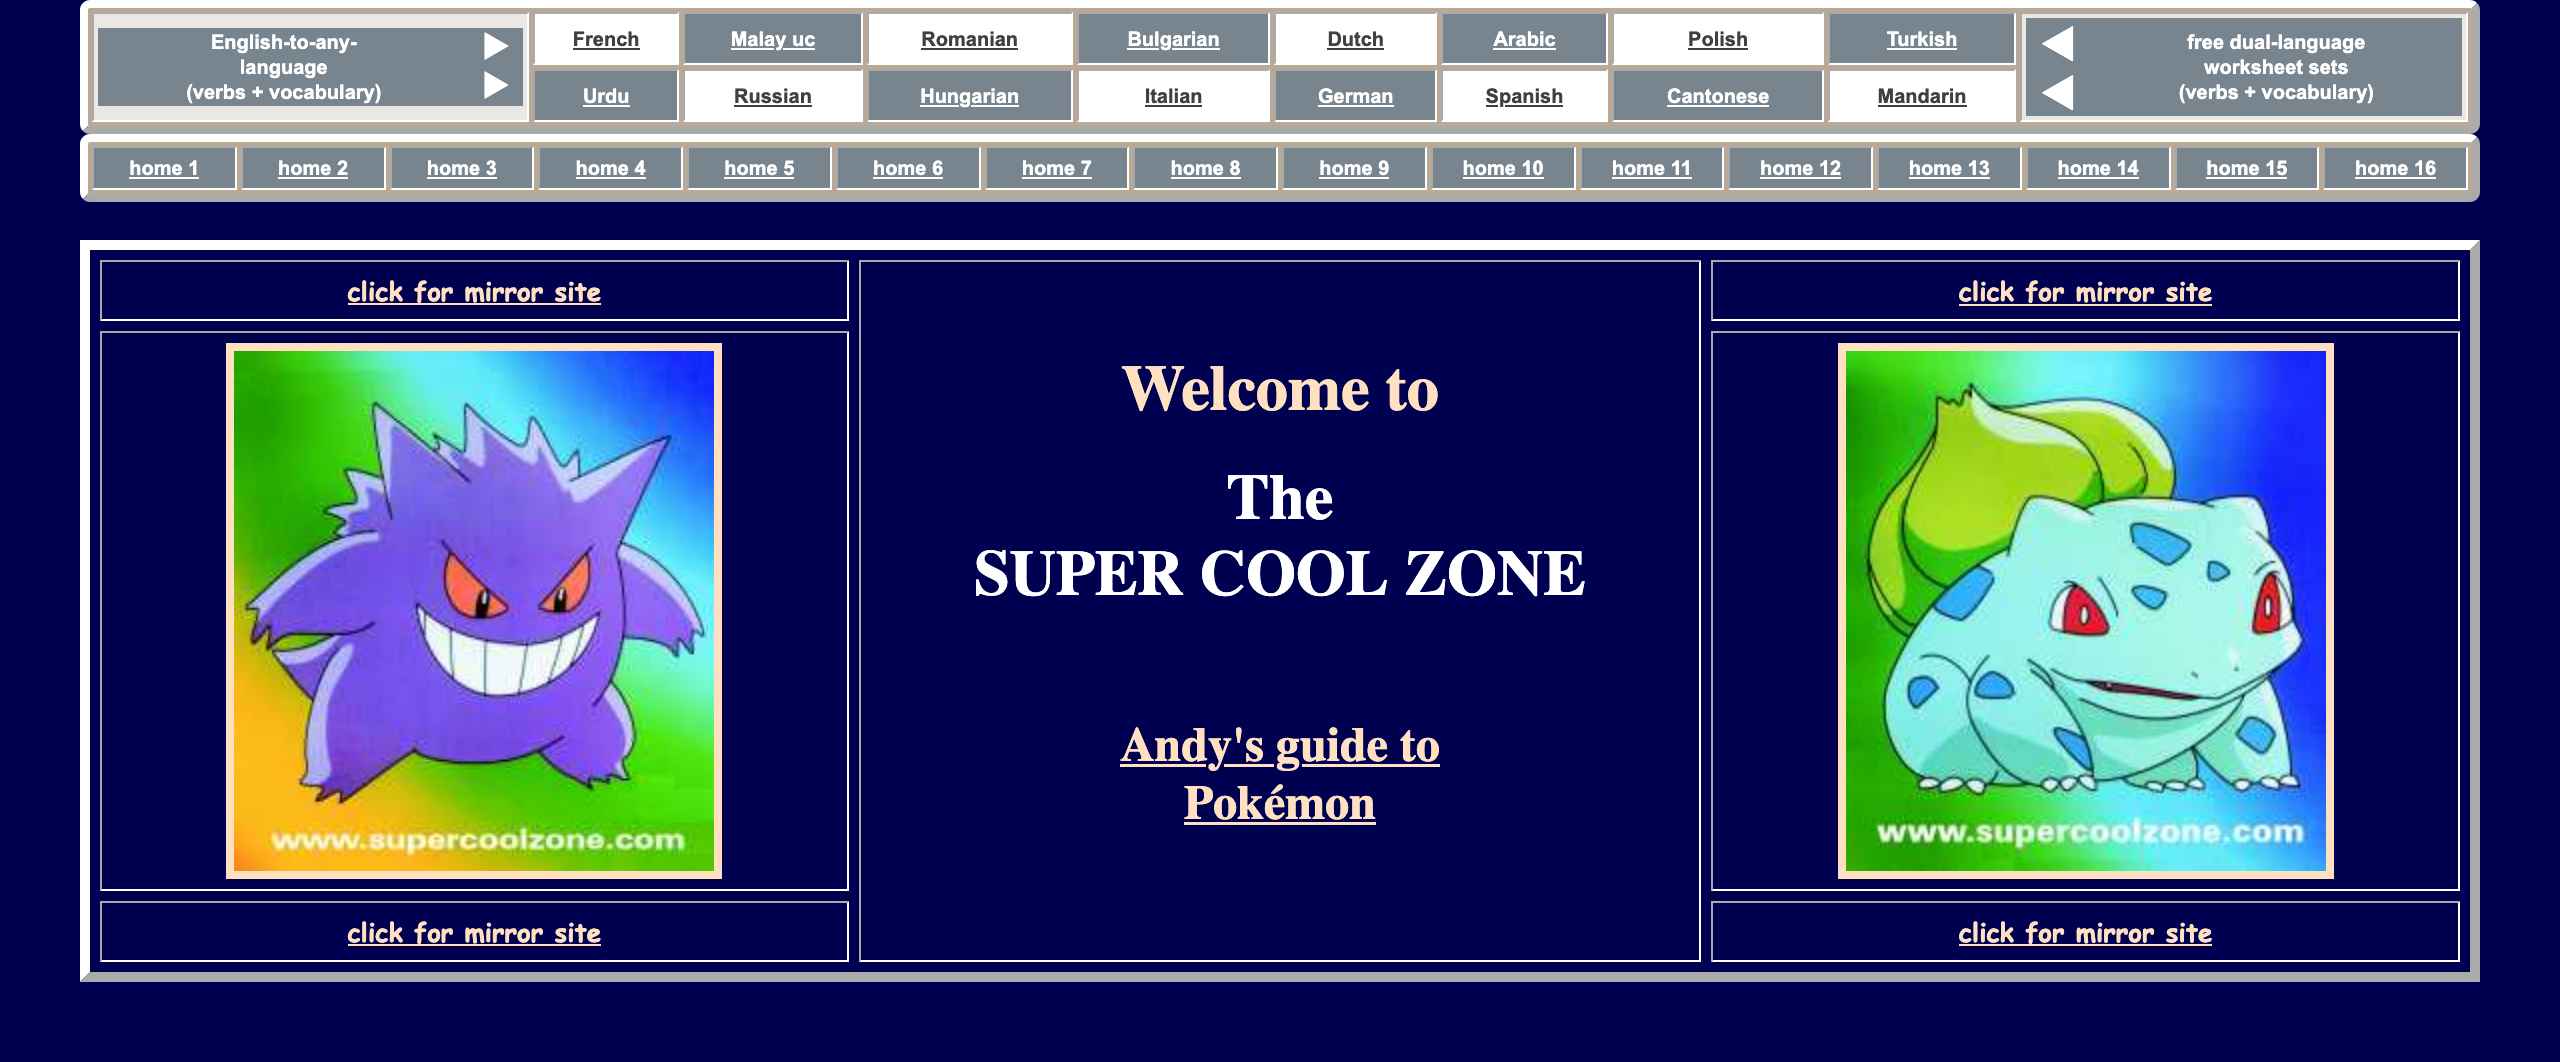 English-to-any-
language
(verbs + vocabulary)
French
Malay uc
Romanian
Bulgarian
Dutch
Arabic
Polish
Turkish
Urdu
Russian
Hungarian
Italian
German
Spanish
Cantonese
Mandarin
free dual-language
worksheet sets
(verbs + vocabulary)
home 1
home 2
home 3
home 4
home 5
home 6
home 7
home 8
home 9
home 10
home 11
home 12
home 13
home 14
home 15
home 16
click for mirror site
www.supercoolzone.com
click for mirror site
Welcome to
The
SUPER COOL ZONE
Andy's guide to
Pokémon
click for mirror site
www.supercoolzone.com
click for mirror site